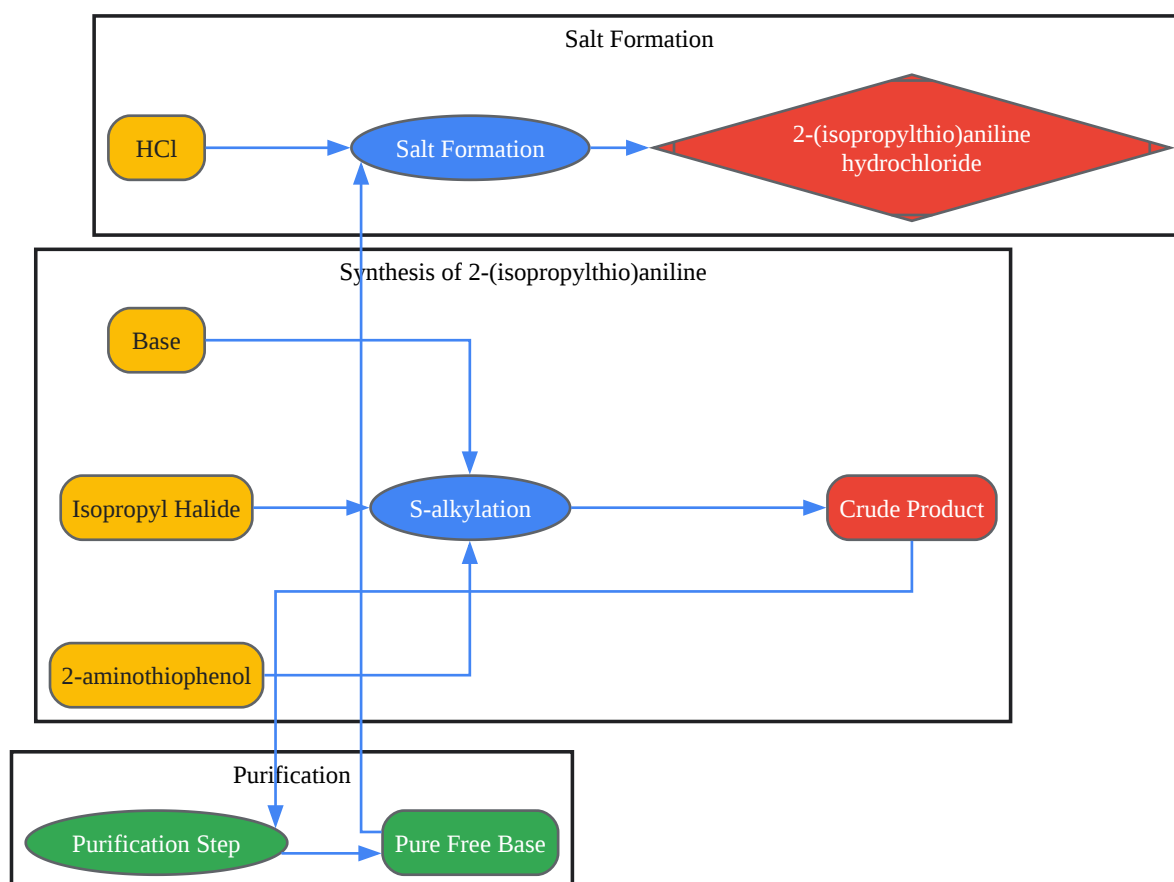 Salt Formation
HCl
Salt Formation
2-(isopropylthio)aniline
hydrochloride
Synthesis of 2-(isopropylthio)aniline
Base
Isopropyl Halide
S-alkylation
Crude Product
2-aminothiophenol
Purification
Purification Step
Pure Free Base